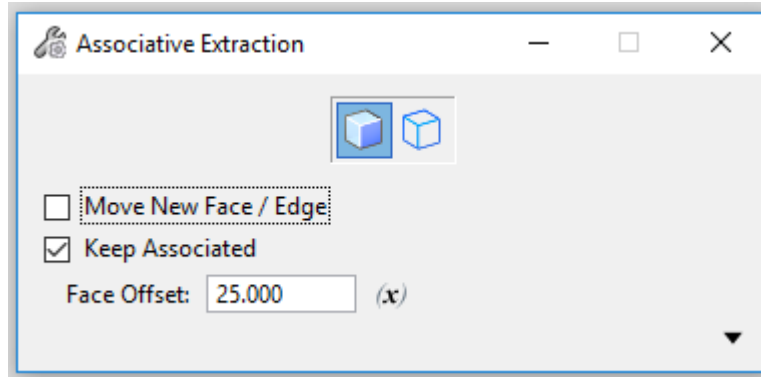 Associative Extraction
Move New Face / Edge
Keep Associated
Face Offset: 25.000 (x)